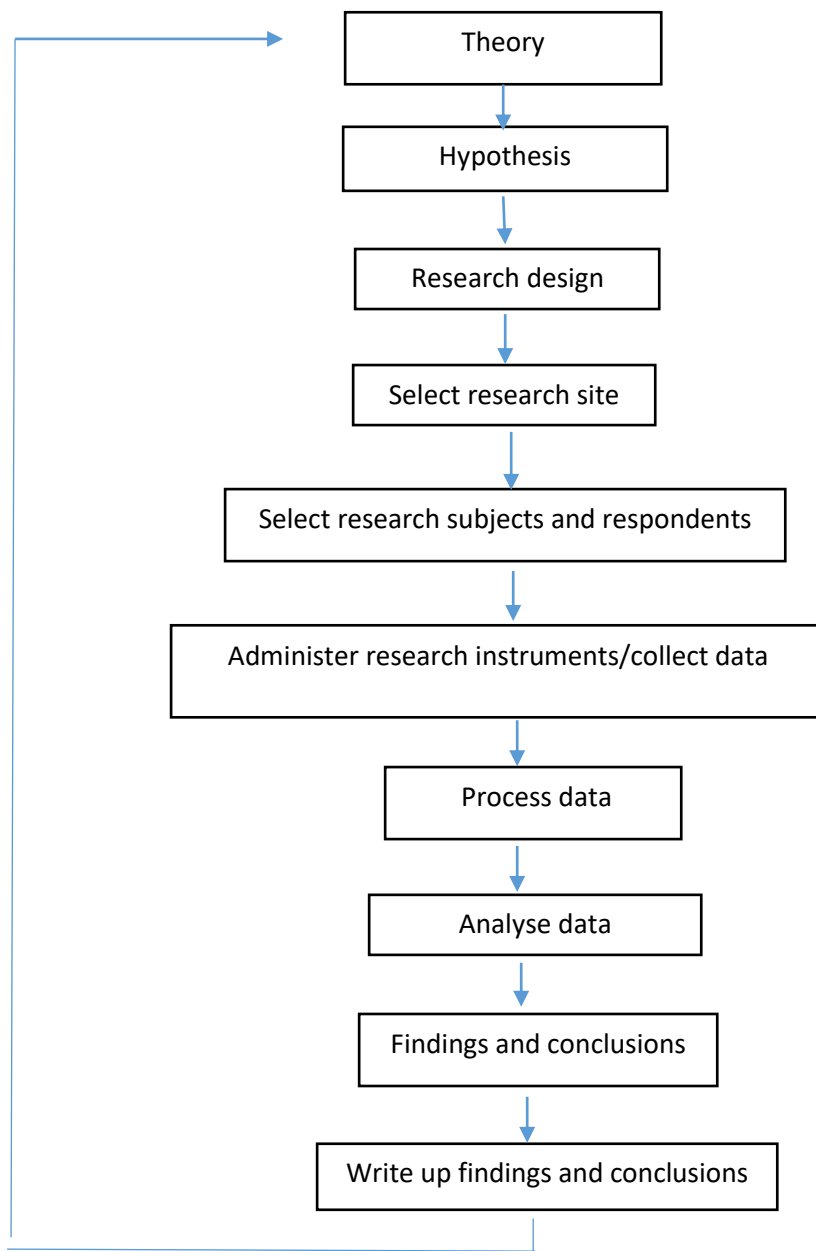 Theory
Hypothesis
Research design
Select research site
Select research subjects and respondents
Administer research instruments/collect data
Process data
Analyse data
Findings and conclusions
Write up findings and conclusions